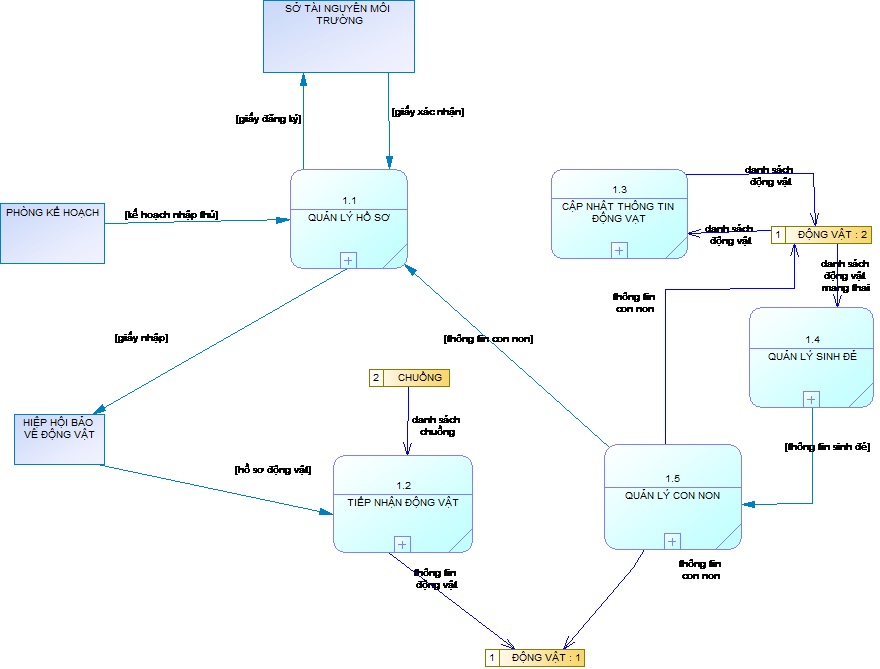 SỞ TÀI NGUYÊN MÔI
TRƯỜNG
[giấy đăng ký]
[giấy xác nhận]
1.1
QUẢN LÝ HỒ SƠ
PHÒNG KẾ HOẠCH
[kế hoạch nhập thú]
1.3
CẬP NHẬT THÔNG TIN
ĐỘNG VẬT
danh sách
động vật
danh sách
động vật
1 ĐỘNG VẬT : 2
danh sách
động vật
mang thai
thông tin
con non
1.4
QUẢN LÝ SINH ĐẺ
[giấy nhập]
[thông tin con non]
2 CHUỒNG
danh sách
chuồng
HIỆP HỘI BẢO
VỆ ĐỘNG VẬT
[hồ sơ động vật]
[thông tin sinh đẻ]
1.2
TIẾP NHẬN ĐỘNG VẬT
1.5
QUẢN LÝ CON NON
thông tin
động vật
thông tin
con non
1 ĐỘNG VẬT : 1